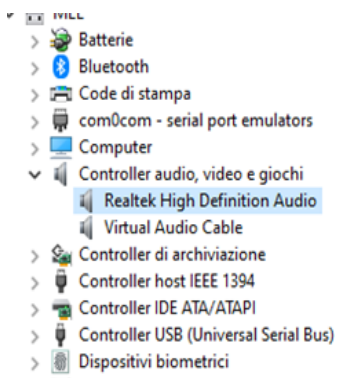 Batterie
Bluetooth
Code di stampa
com0com - serial port emulators
Computer
Controller audio, video e giochi
Realtek High Definition Audio
Virtual Audio Cable
Controller di archiviazione
Controller host IEEE 1394
Controller IDE ATA/ATAPI
Controller USB (Universal Serial Bus)
Dispositivi biometrici